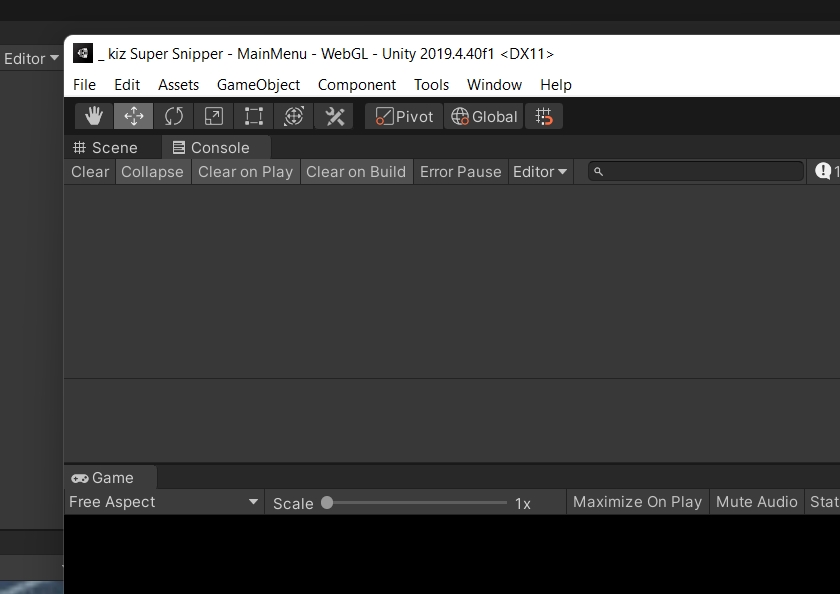 _ kiz Super Snipper - MainMenu - WebGL - Unity 2019.4.40f1 <DX11>
Editor
File Edit Assets GameObject Component Tools Window Help
Pivot Global
Scene Console
Clear Collapse Clear on Play Clear on Build Error Pause Editor 1
Game
Free Aspect Scale 1x Maximize On Play Mute Audio Stat